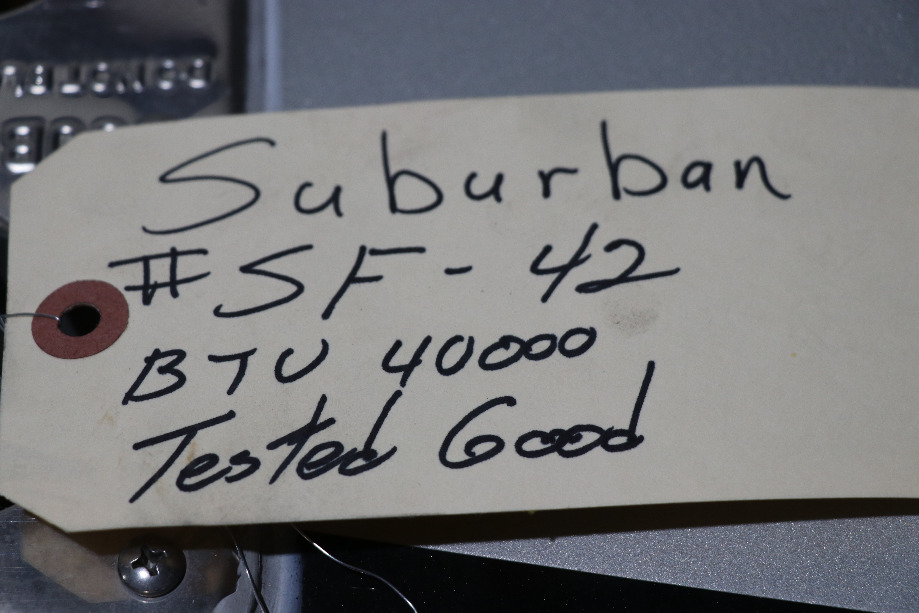 Suburban
#SF-42
BTU 40000
Tested Good